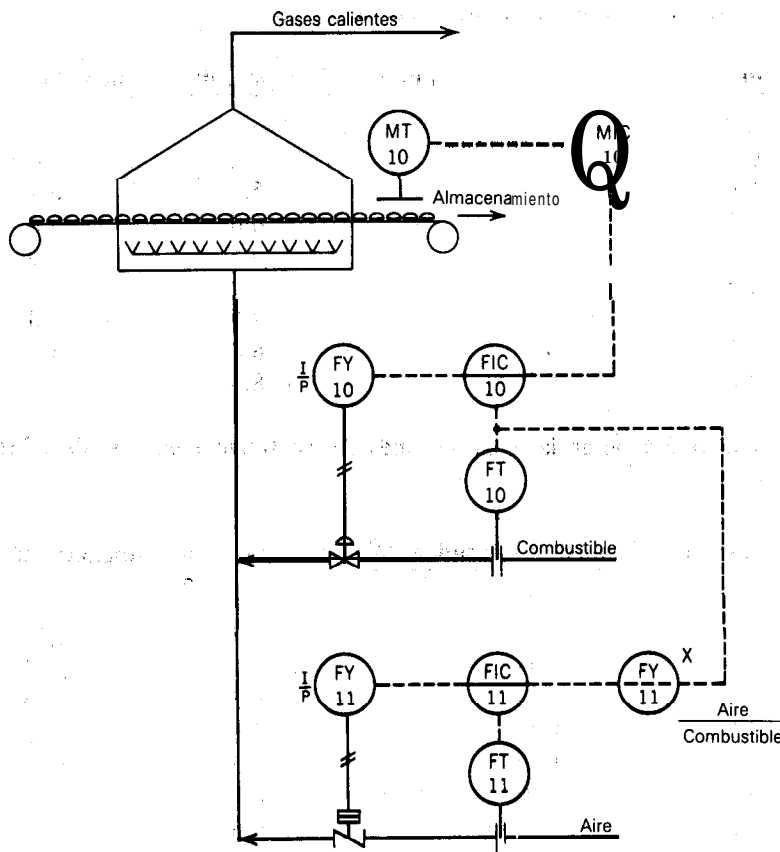 Gases calientes
MT
10
Almacenamiento
I
P
FY
10
FIC
10
FT
10
Combustible
I
P
FY
11
FIC
11
FY
11
X
Aire
Combustible
FT
11
Aire